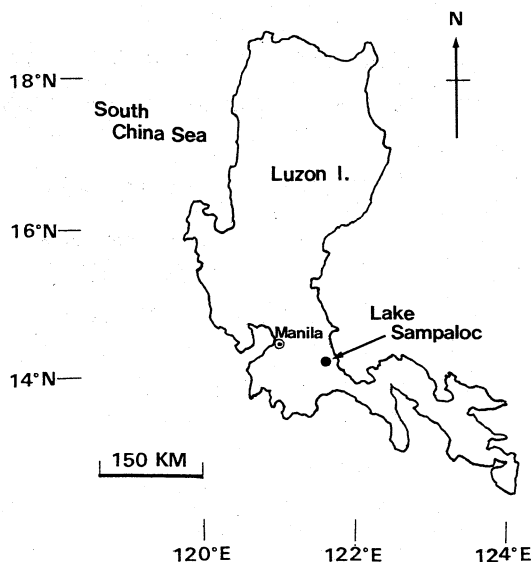 N
18°N
South
China Sea
Luzon I.
16°N
Lake
Sampaloc
Manila
14°N
150 KM
120°E
122°E
124°E